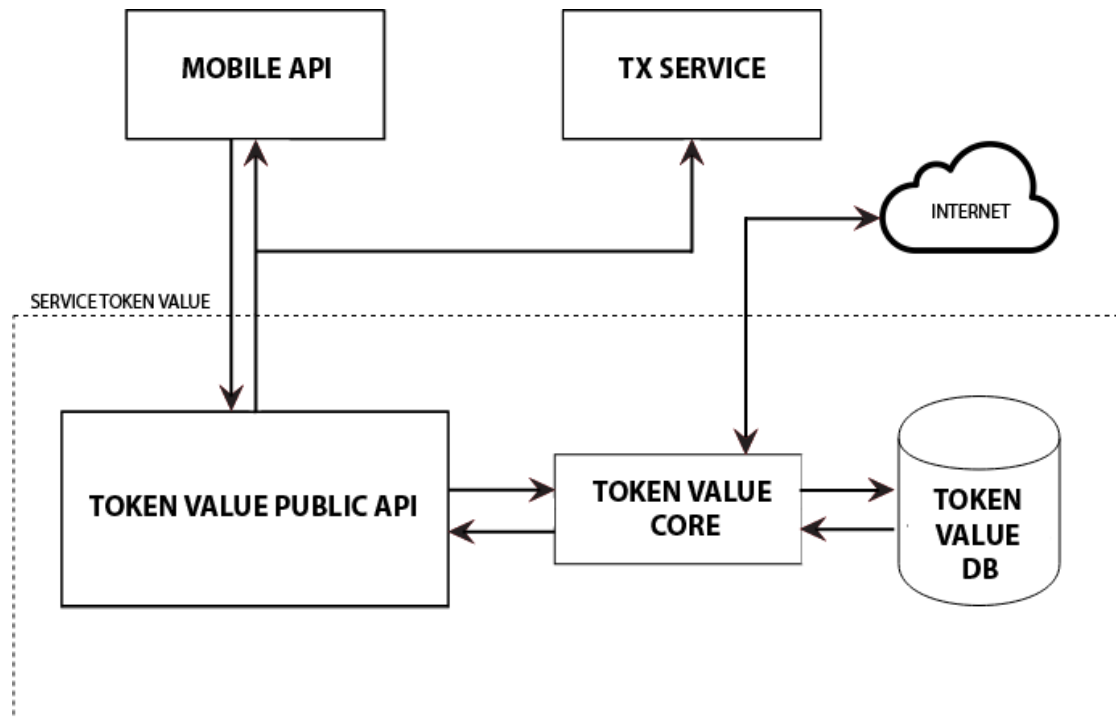 MOBILE API
TX SERVICE
INTERNET
SERVICE TOKEN VALUE
TOKEN VALUE PUBLIC API
TOKEN VALUE
CORE
TOKEN
VALUE
DB